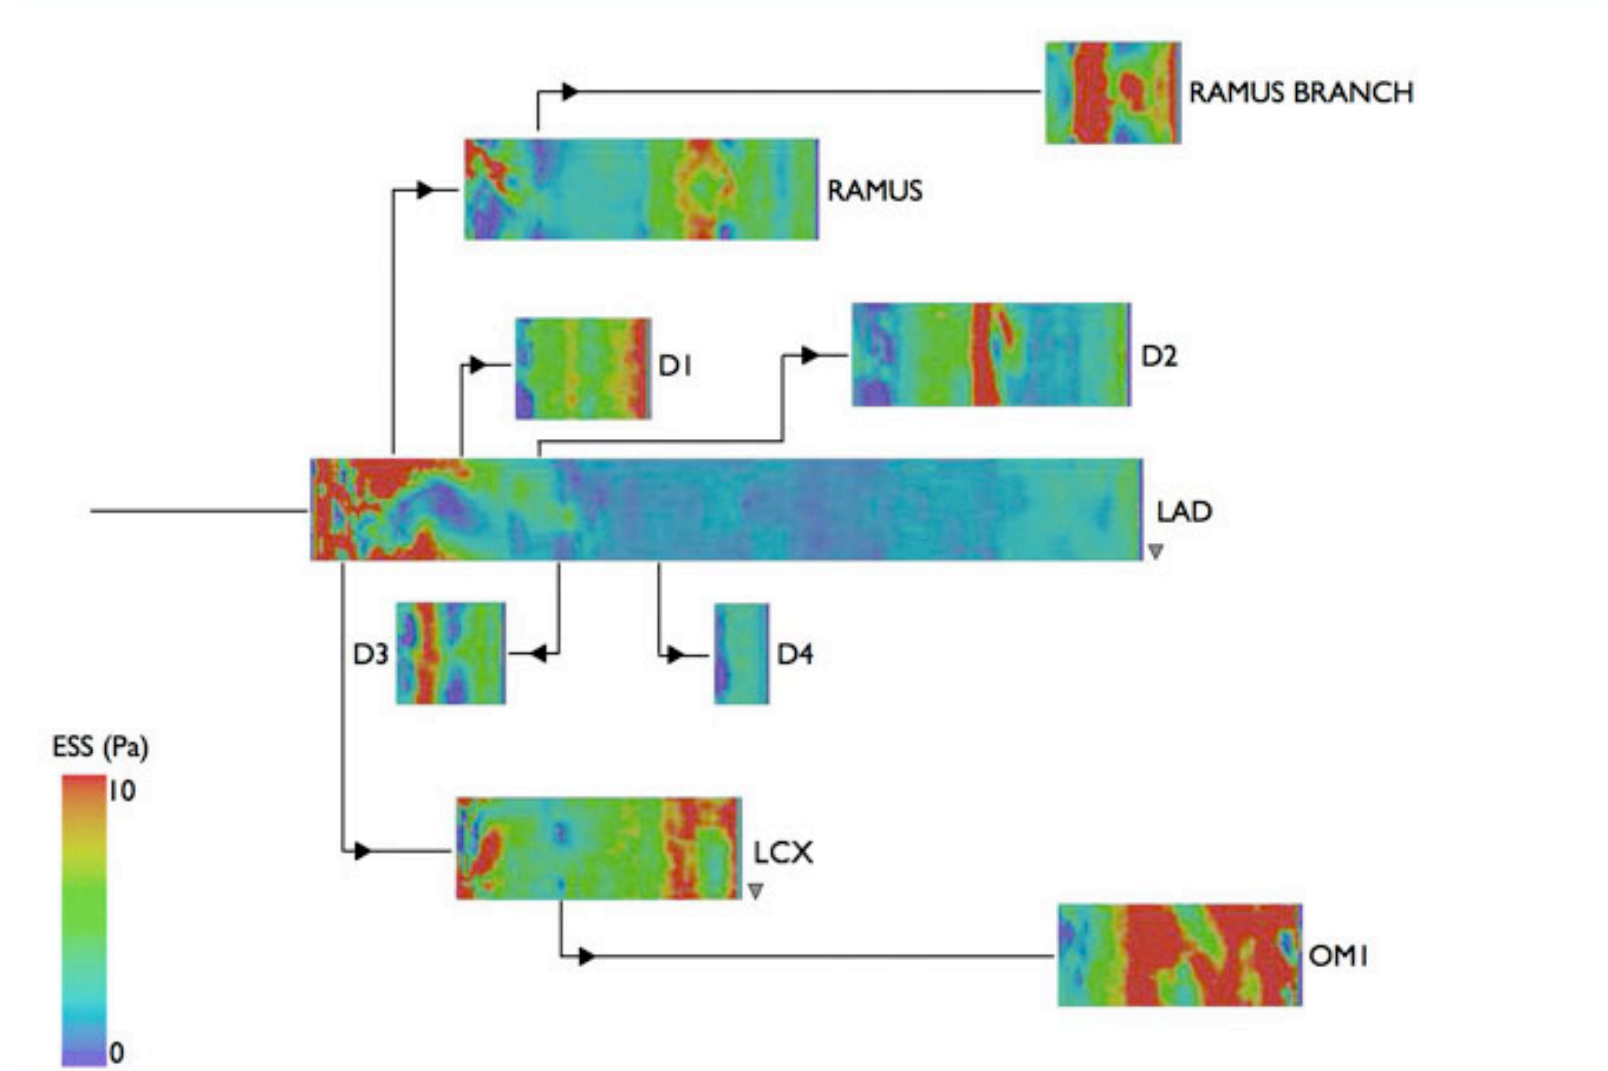 RAMUS BRANCH
RAMUS
D1
D2
LAD
D3
D4
ESS (Pa)
10
0
LCX
OM1